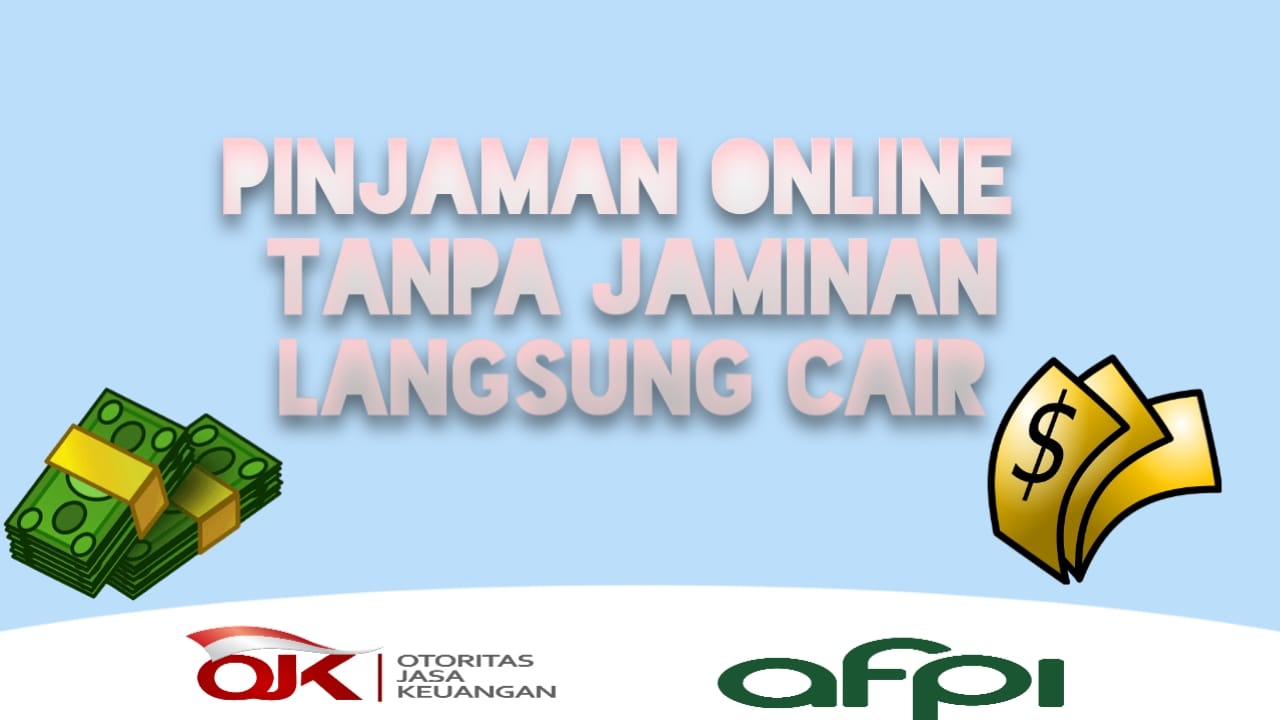 PINJAMAN ONLINE
TANPA JAMINAN
LANGSUNG CAIR
$
OJK
OTORITAS
JASA
KEUANGAN
afpi